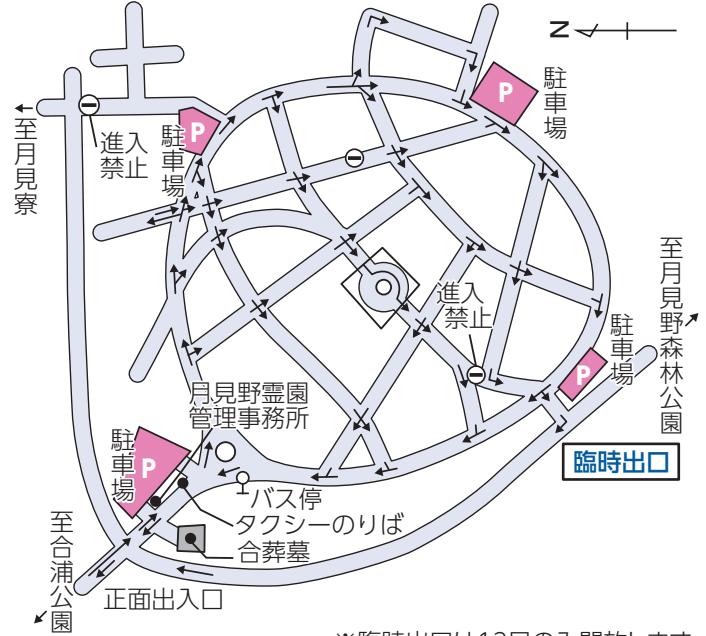 N
P
駐車場
P
駐車場
進入
禁止
至月見寮
進入
禁止
至月見野森林公園
駐車場
P
月見野霊園
管理事務所
駐車場
P
臨時出口
バス停
タクシーのりば
合葬墓
至合浦公園
正面出入口